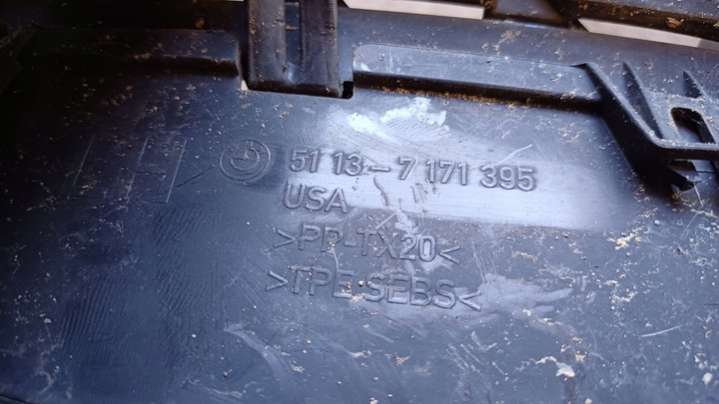 51 13-7 171 395
USA
>PP-TX20<
>TPE-SEBS<